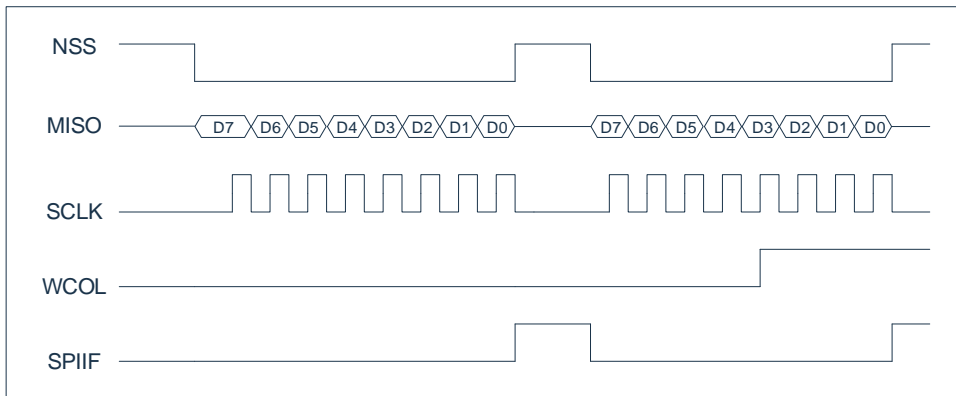 NSS
MISO D7 D6 D5 D4 D3 D2 D1 D0 D7 D6 D5 D4 D3 D2 D1 D0
SCLK
WCOL
SPIIF